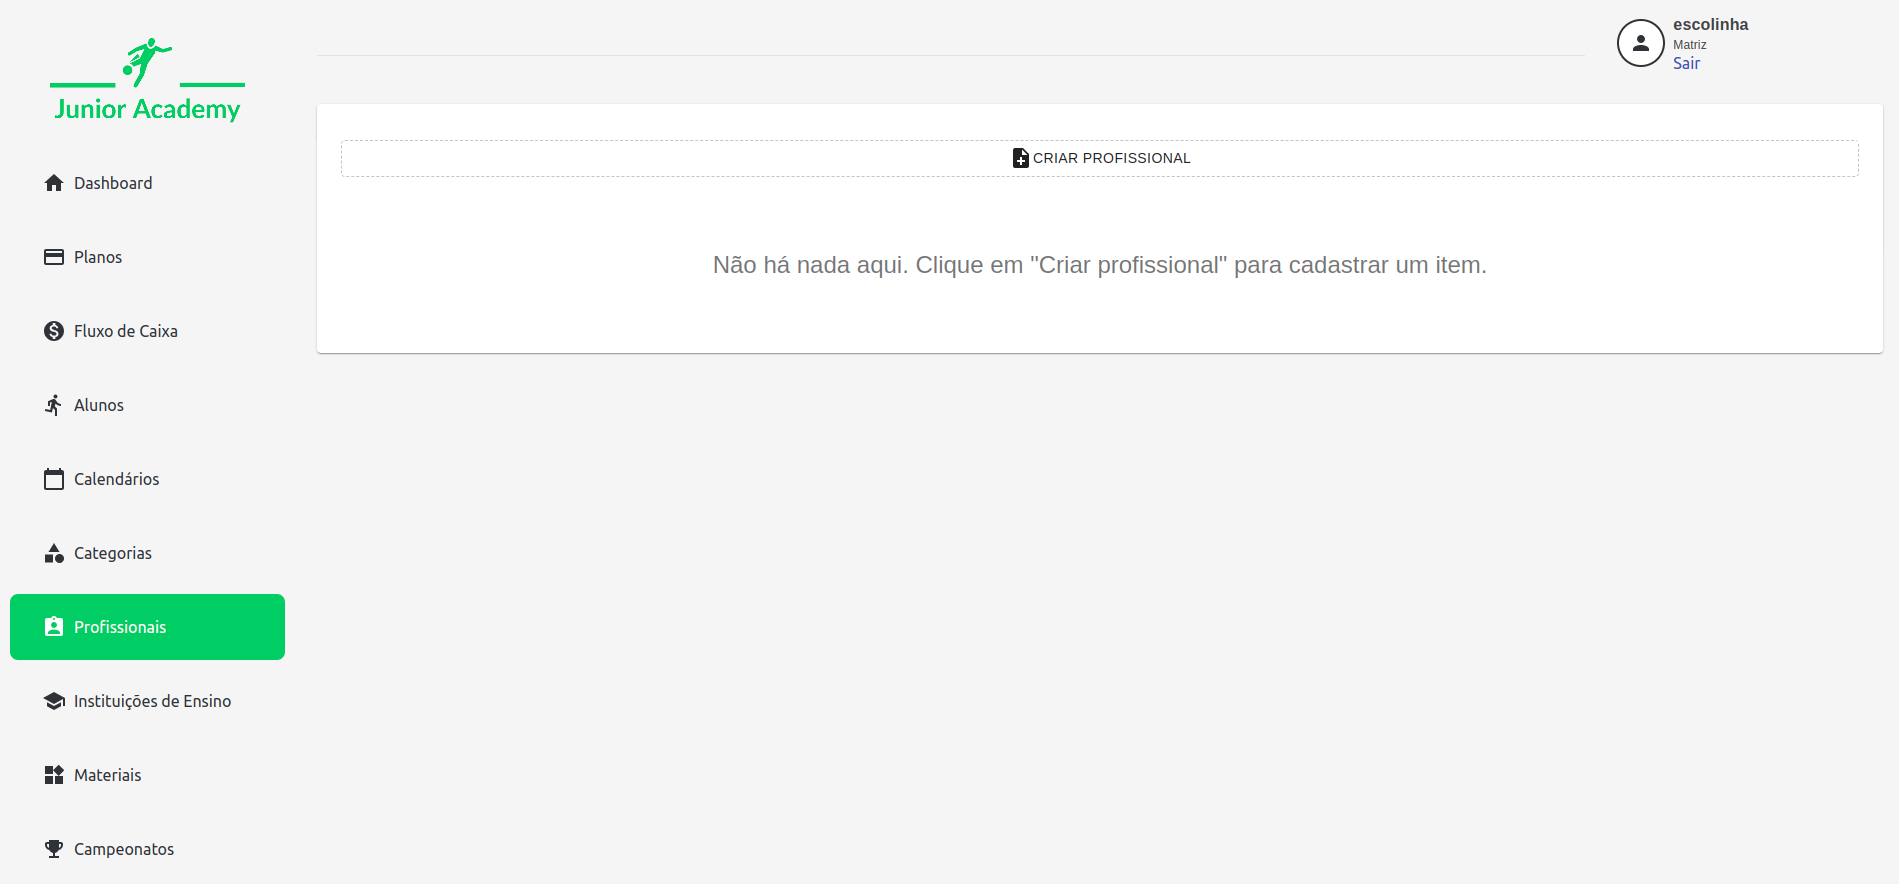 Junior Academy
escolinha
Matriz
Sair
Dashboard
Planos
Fluxo de Caixa
Alunos
Calendários
Categorias
Profissionais
Instituições de Ensino
Materiais
Campeonatos
CRIAR PROFISSIONAL
Não há nada aqui. Clique em "Criar profissional" para cadastrar um item.